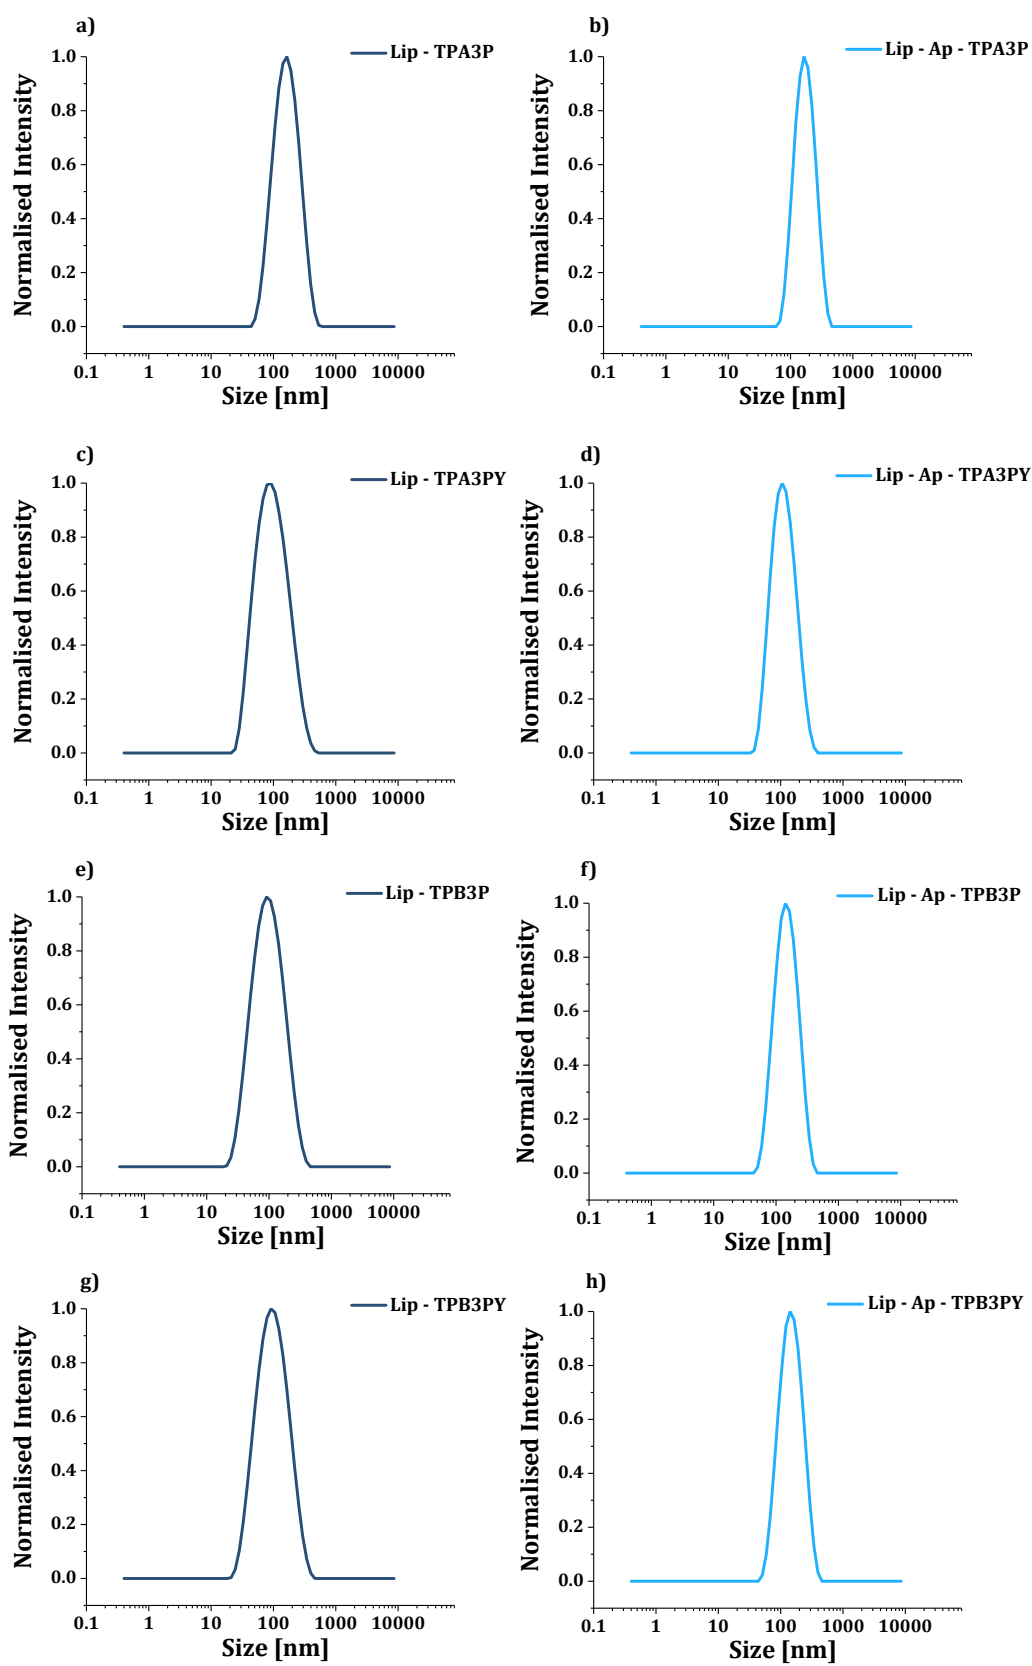 a)
Lip - TPA3P
Normalised Intensity
1.0
0.8
0.6
0.4
0.2
0.0
0.1 1 10 100 1000 10000
Size [nm]
b)
Lip - Ap - TPA3P
Normalised Intensity
1.0
0.8
0.6
0.4
0.2
0.0
0.1 1 10 100 1000 10000
Size [nm]
c)
Lip - TPA3PY
Normalised Intensity
1.0
0.8
0.6
0.4
0.2
0.0
0.1 1 10 100 1000 10000
Size [nm]
d)
Lip - Ap - TPA3PY
Normalised Intensity
1.0
0.8
0.6
0.4
0.2
0.0
0.1 1 10 100 1000 10000
Size [nm]
e)
Lip - TPB3P
Normalised Intensity
1.0
0.8
0.6
0.4
0.2
0.0
0.1 1 10 100 1000 10000
Size [nm]
f)
Lip - Ap - TPB3P
Normalised Intensity
1.0
0.8
0.6
0.4
0.2
0.0
0.1 1 10 100 1000 10000
Size [nm]
g)
Lip - TPB3PY
Normalised Intensity
1.0
0.8
0.6
0.4
0.2
0.0
0.1 1 10 100 1000 10000
Size [nm]
h)
Lip - Ap - TPB3PY
Normalised Intensity
1.0
0.8
0.6
0.4
0.2
0.0
0.1 1 10 100 1000 10000
Size [nm]